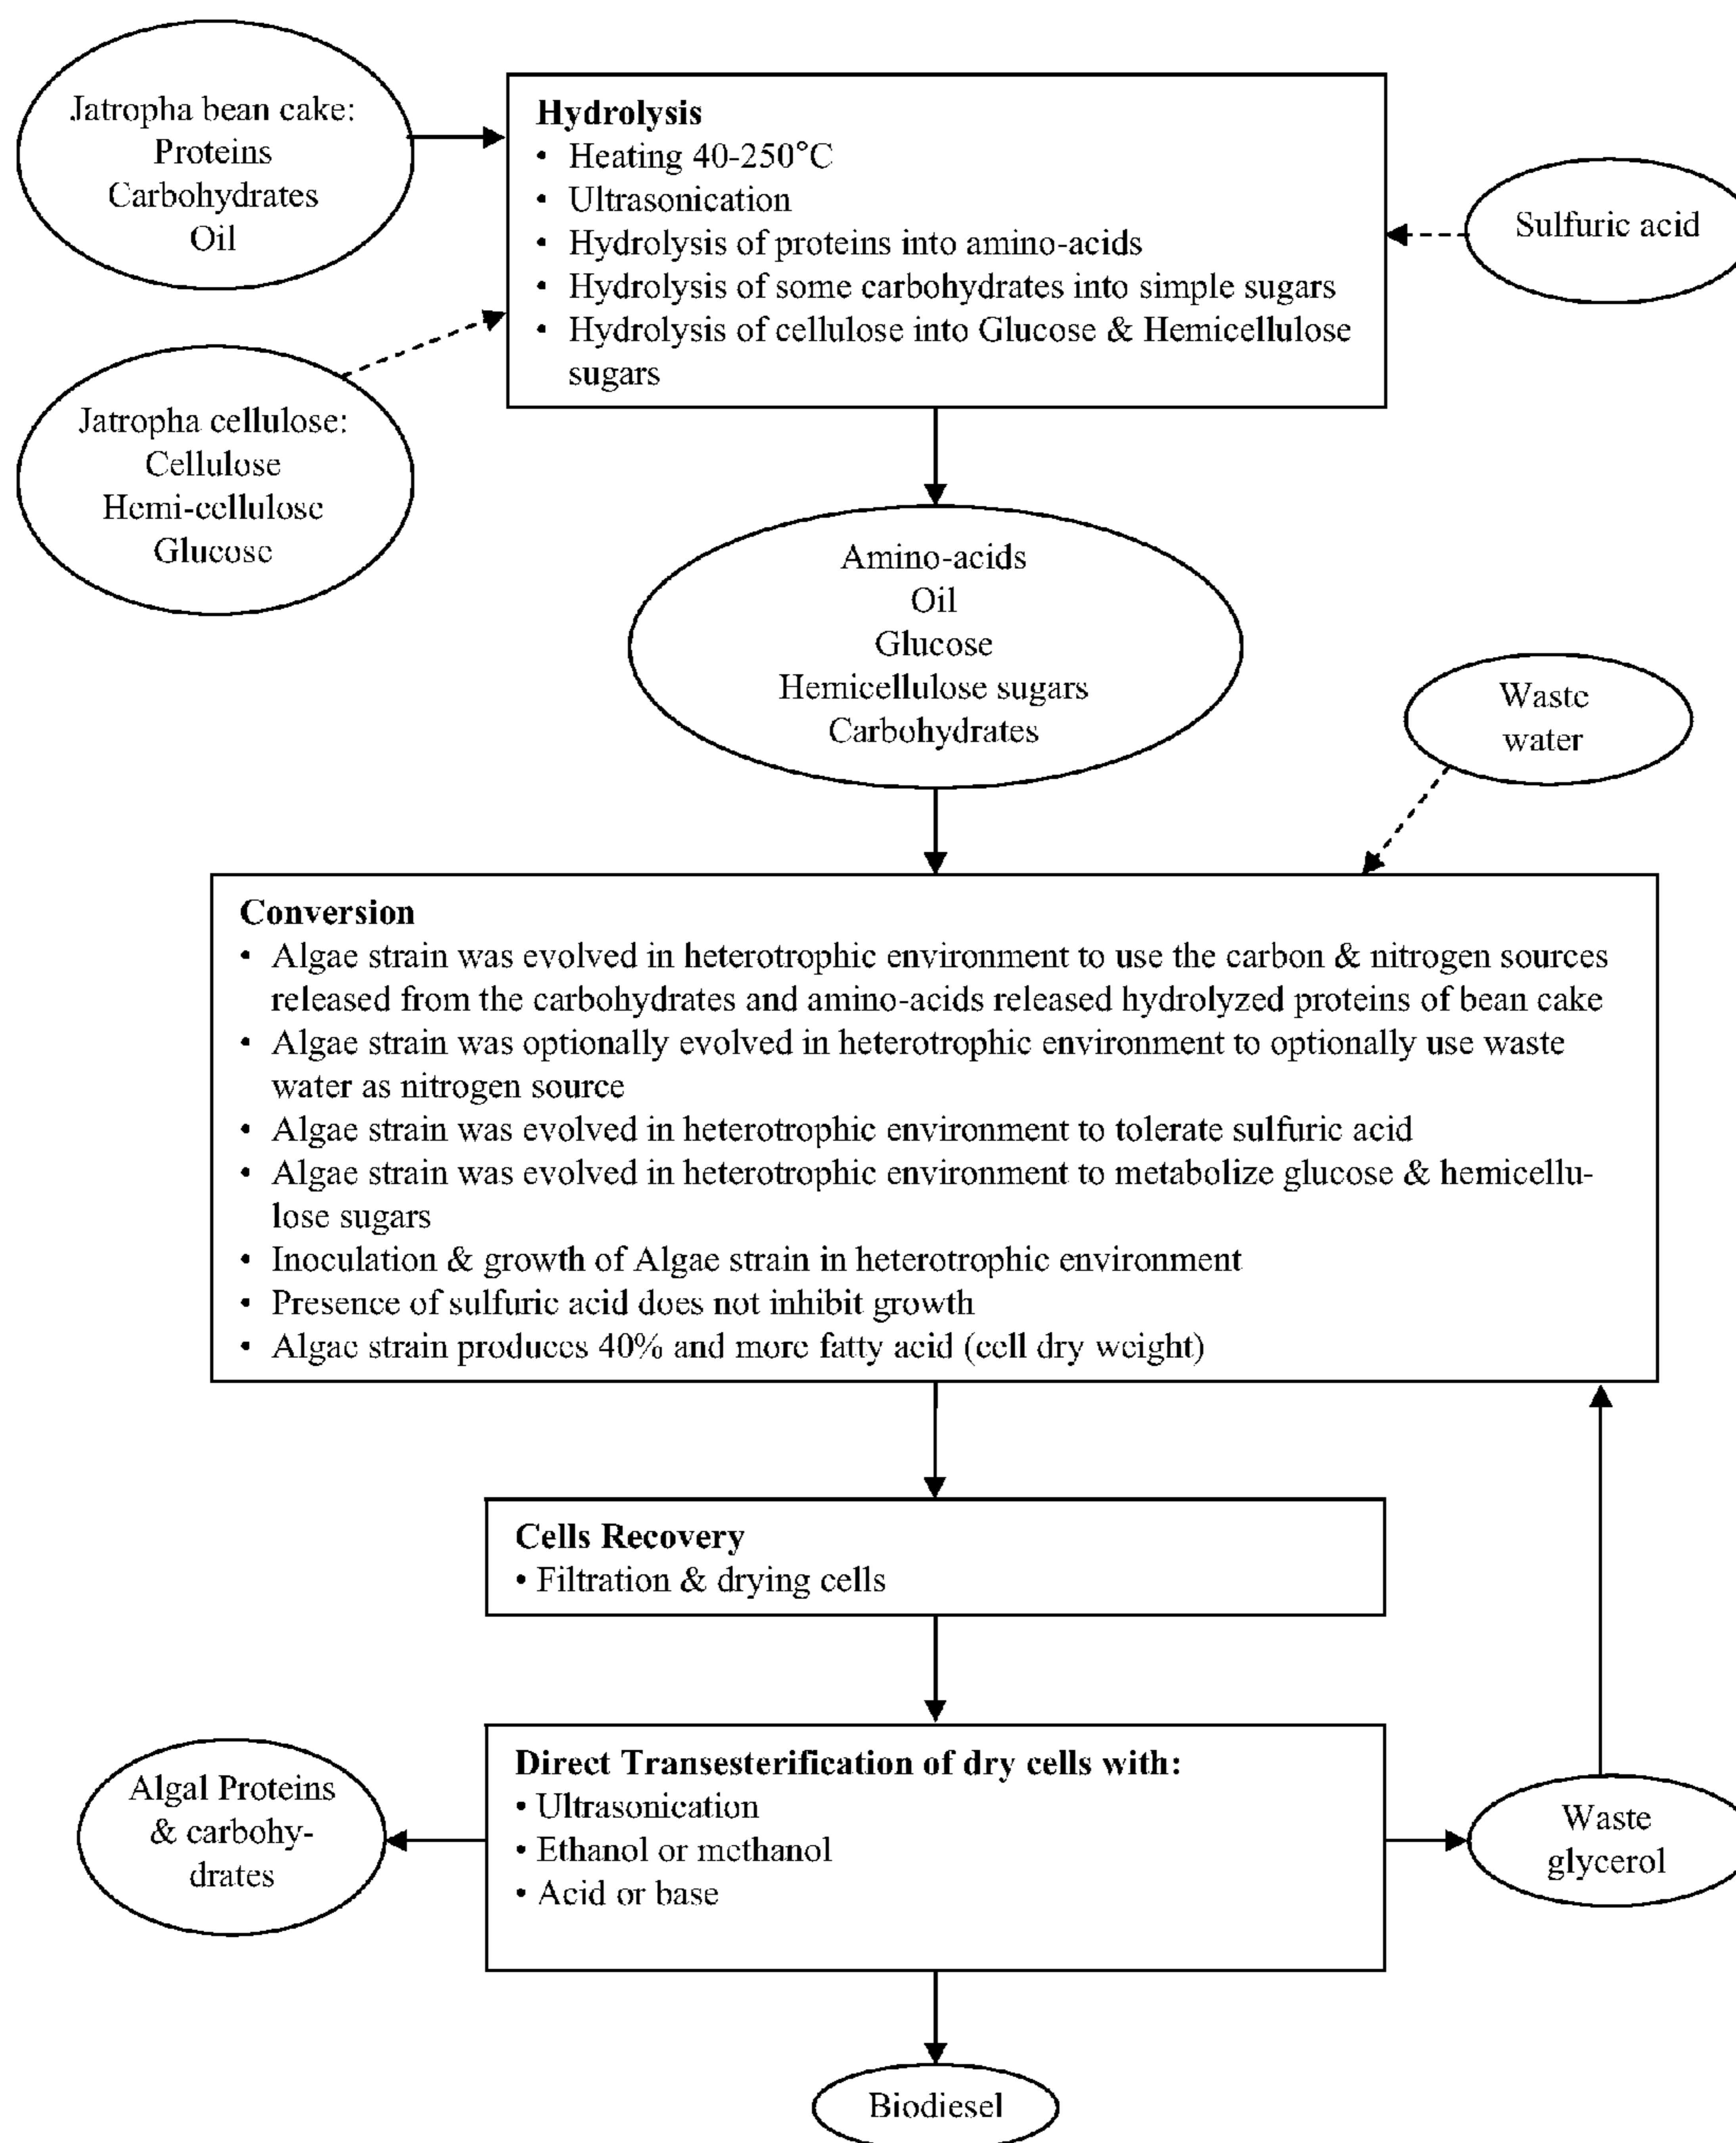 Jatropha bean cake:
Proteins
Carbohydrates
Oil
Hydrolysis
• Heating 40-250°C
• Ultrasonication
• Hydrolysis of proteins into amino-acids
• Hydrolysis of some carbohydrates into simple sugars
• Hydrolysis of cellulose into Glucose & Hemicellulose
sugars
Sulfuric acid
Jatropha cellulose:
Cellulose
Hemi-cellulose
Glucose
Amino-acids
Oil
Glucose
Hemicellulose sugars
Carbohydrates
Waste
water
Conversion
• Algae strain was evolved in heterotrophic environment to use the carbon & nitrogen sources
released from the carbohydrates and amino-acids released hydrolyzed proteins of bean cake
• Algae strain was optionally evolved in heterotrophic environment to optionally use waste
water as nitrogen source
• Algae strain was evolved in heterotrophic environment to tolerate sulfuric acid
• Algae strain was evolved in heterotrophic environment to metabolize glucose & hemicellu-
lose sugars
• Inoculation & growth of Algae strain in heterotrophic environment
• Presence of sulfuric acid does not inhibit growth
• Algae strain produces 40% and more fatty acid (cell dry weight)
Cells Recovery
• Filtration & drying cells
Direct Transesterification of dry cells with:
• Ultrasonication
• Ethanol or methanol
• Acid or base
Algal Proteins
& carbohy-
drates
Waste
glycerol
Biodiesel